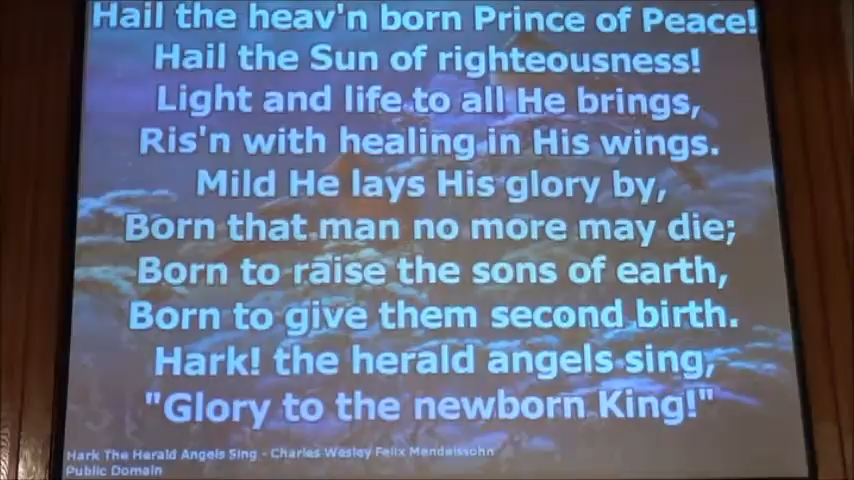 Hail the heav'n born Prince of Peace!
Hail the Sun of righteousness!
Light and life to all He brings,
Ris'n with healing in His wings.
Mild He lays His glory by,
Born that man no more may die;
Born to raise the sons of earth,
Born to give them second birth.
Hark! the herald angels sing,
"Glory to the newborn King!"
Hark The Herald Angels Sing - Charles Wesley Felix Mendelssohn
Public Domain